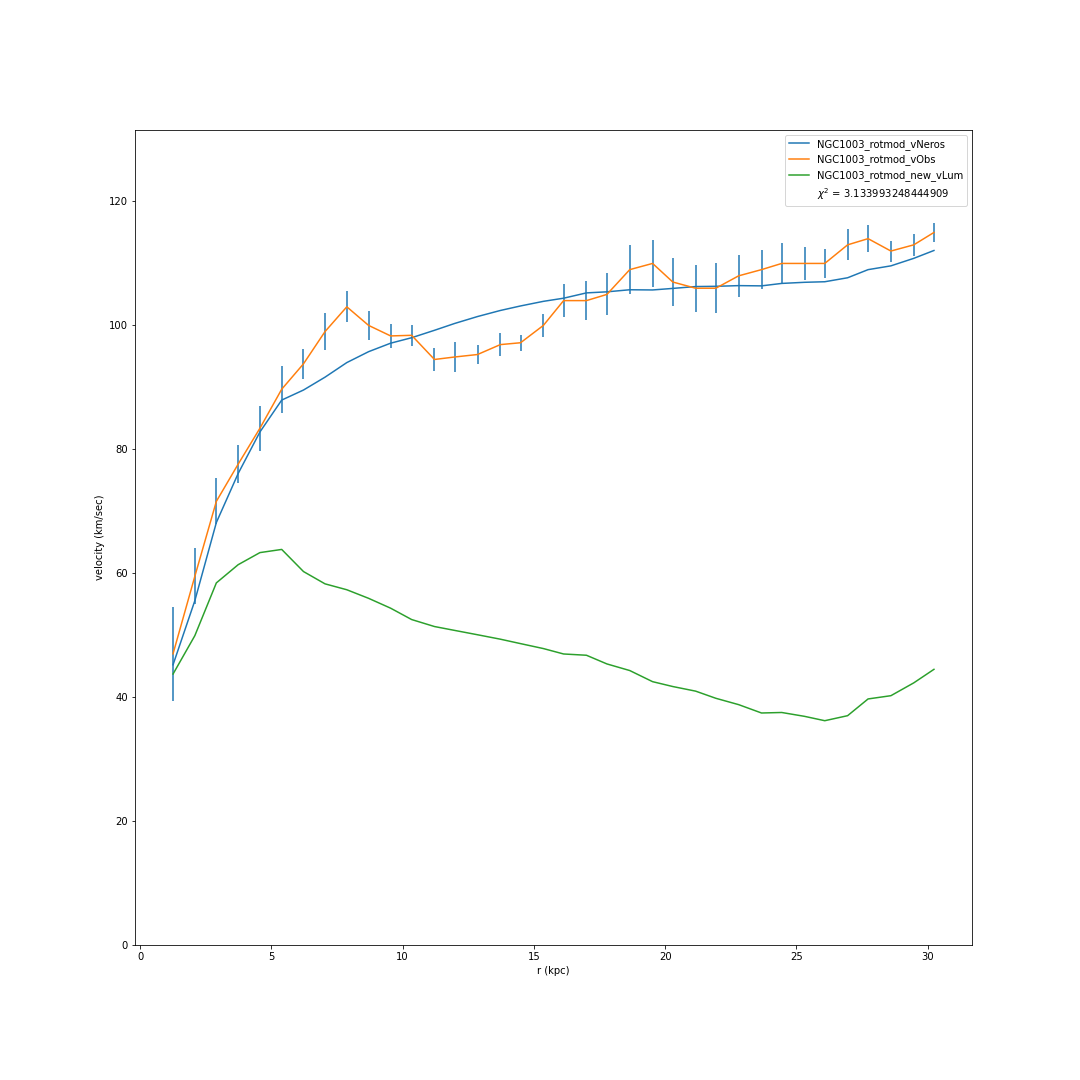 NGC1003_rotmod_vNeros
NGC1003_rotmod_vObs
NGC1003_rotmod_new_vLum
χ² = 3.133993248444909
120
100
80
60
40
20
0
velocity (km/sec)
0 5 10 15 20 25 30
r (kpc)